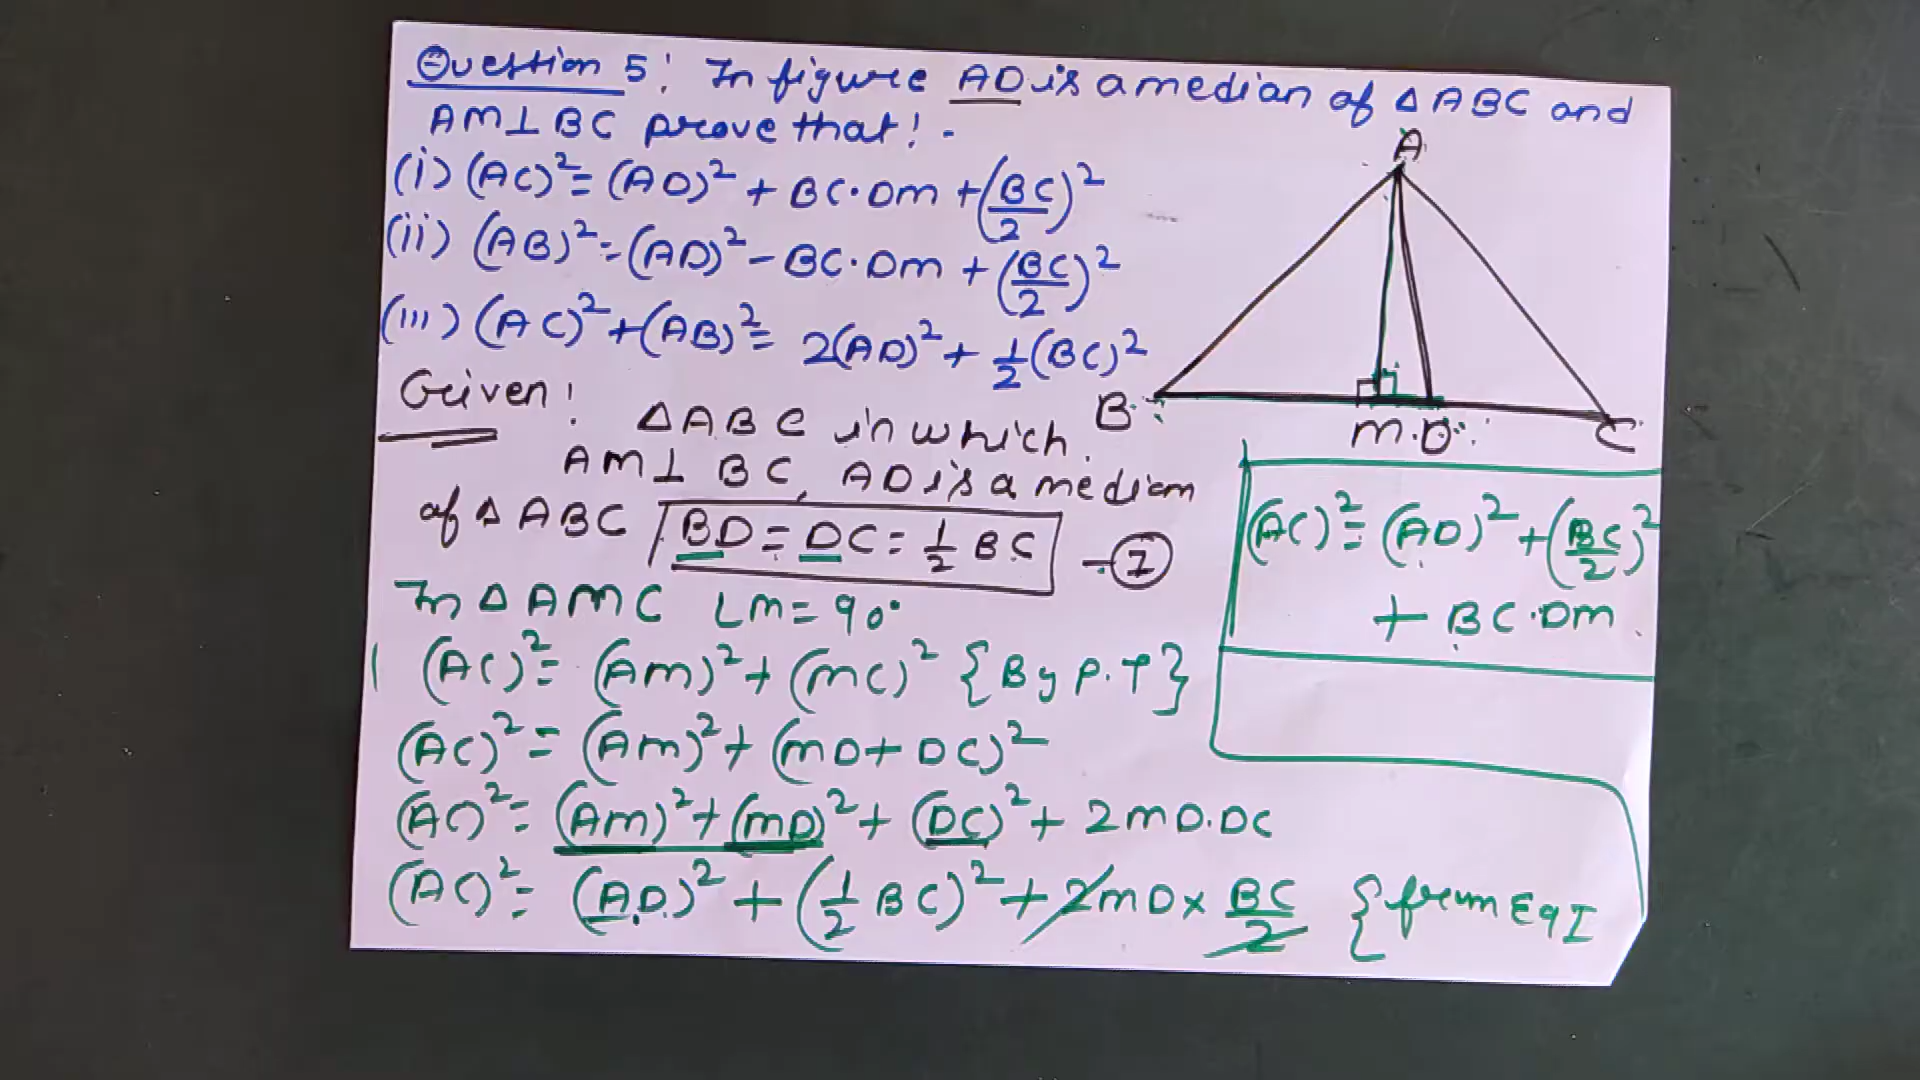 Question 5: In figure AD is a median of △ABC and
AM⊥BC prove that: -
(i) (AC)² = (AD)² + BC·DM + (BC/2)²
(ii) (AB)² = (AD)² - BC·DM + (BC/2)²
(iii) (AC)² + (AB)² = 2(AD)² + 1/2 (BC)²
A
B
M
D
C
Given: △ABC in which
AM⊥ BC, AD is a median
of △ABC BD = DC = 1/2 BC - I
In △AMC ∠M = 90°
(AC)² = (AM)² + (MC)² {By P.T}
(AC)² = (AM)² + (MD + DC)²
(AC)² = (AM)² + (MD)² + (DC)² + 2MD.DC
(AC)² = (AD)² + (1/2 BC)² + 2MD × BC/2 {from Eq I
(AC)² = (AD)² + (BC/2)²
+ BC·DM